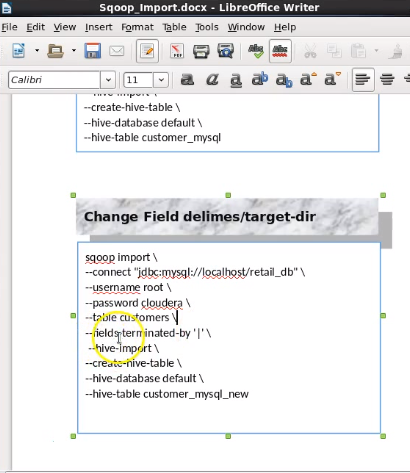 Sqoop_Import.docx - LibreOffice Writer
File Edit View Insert Format Table Tools Window Help
Calibri 11
--create-hive-table \
--hive-database default \
--hive-table customer_mysql
Change Field delimes/target-dir
sqoop import \
--connect "jdbc:mysql://localhost/retail_db" \
--username root \
--password cloudera \
--table customers \
--fields-terminated-by '|' \
--hive-import \
--create-hive-table \
--hive-database default \
--hive-table customer_mysql_new